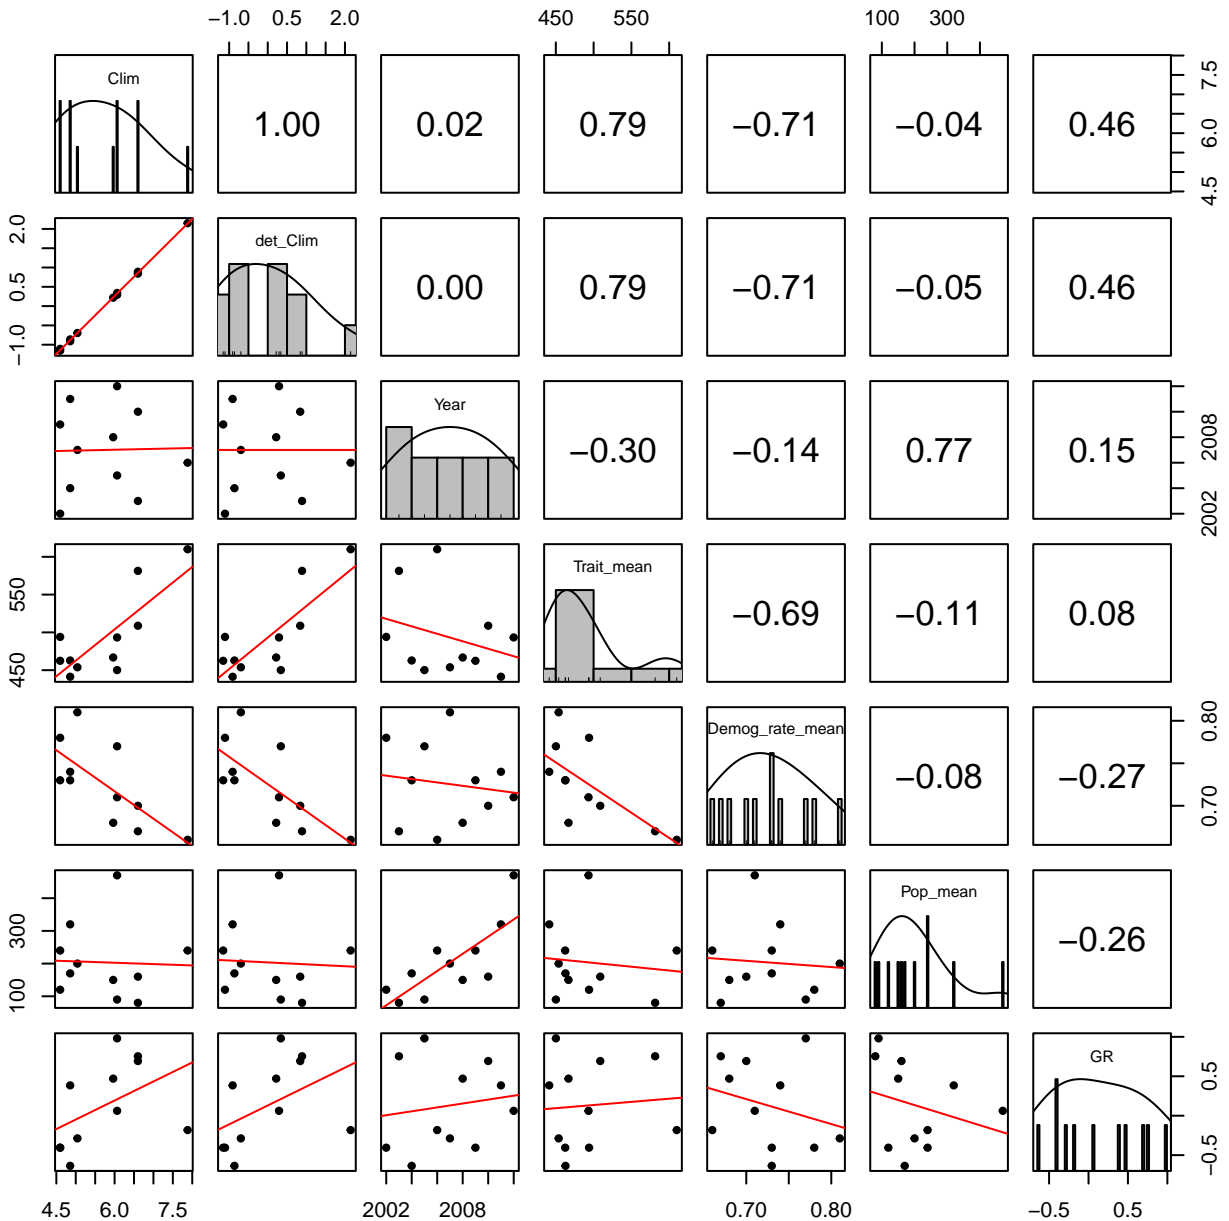 −1.0 0.5 2.0 450 550 100 300
Clim 1.00 0.02 0.79 −0.71 −0.04 0.46 4.5 6.0 7.5
−1.0 0.5 2.0 det_Clim 0.00 0.79 −0.71 −0.05 0.46
Year −0.30 −0.14 0.77 0.15 2002 2008
450 550 Trait_mean −0.69 −0.11 0.08
Demog_rate_mean −0.08 −0.27 0.70 0.80
100 300 Pop_mean −0.26
GR −0.5 0.5
4.5 6.0 7.5 2002 2008 0.70 0.80 −0.5 0.5